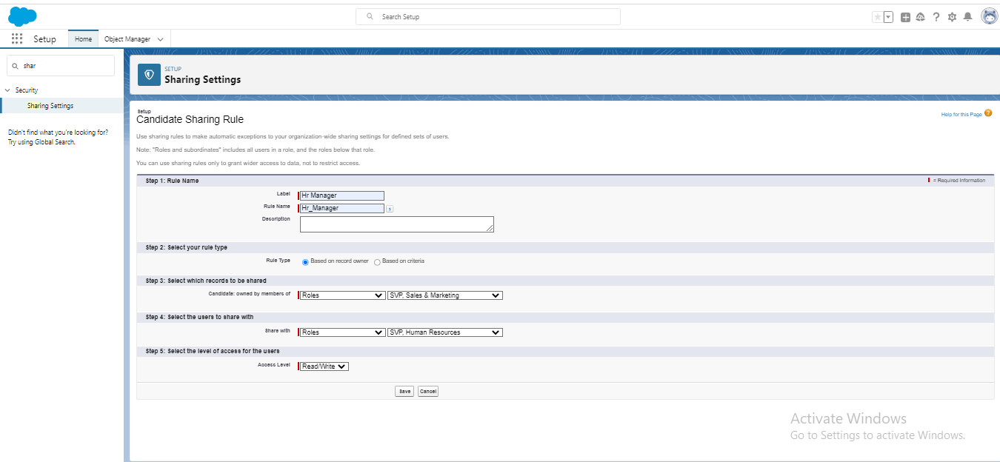 Search Setup
Setup
Home
Object Manager
shar
Security
Sharing Settings
Didn't find what you're looking for?
Try using Global Search.
SETUP
Sharing Settings
Setup
Candidate Sharing Rule
Help for this Page
Use sharing rules to make automatic exceptions to your organization-wide sharing settings for defined sets of users.
Note: "Roles and subordinates" includes all users in a role, and the roles below that role.
You can use sharing rules only to grant wider access to data, not to restrict access.
Step 1: Rule Name
= Required Information
Label Hr Manager
Rule Name Hr_Manager i
Description
Step 2: Select your rule type
Rule Type Based on record owner Based on criteria
Step 3: Select which records to be shared
Candidate: owned by members of Roles SVP, Sales & Marketing
Step 4: Select the users to share with
Share with Roles SVP, Human Resources
Step 5: Select the level of access for the users
Access Level Read/Write
Save Cancel
Activate Windows
Go to Settings to activate Windows.